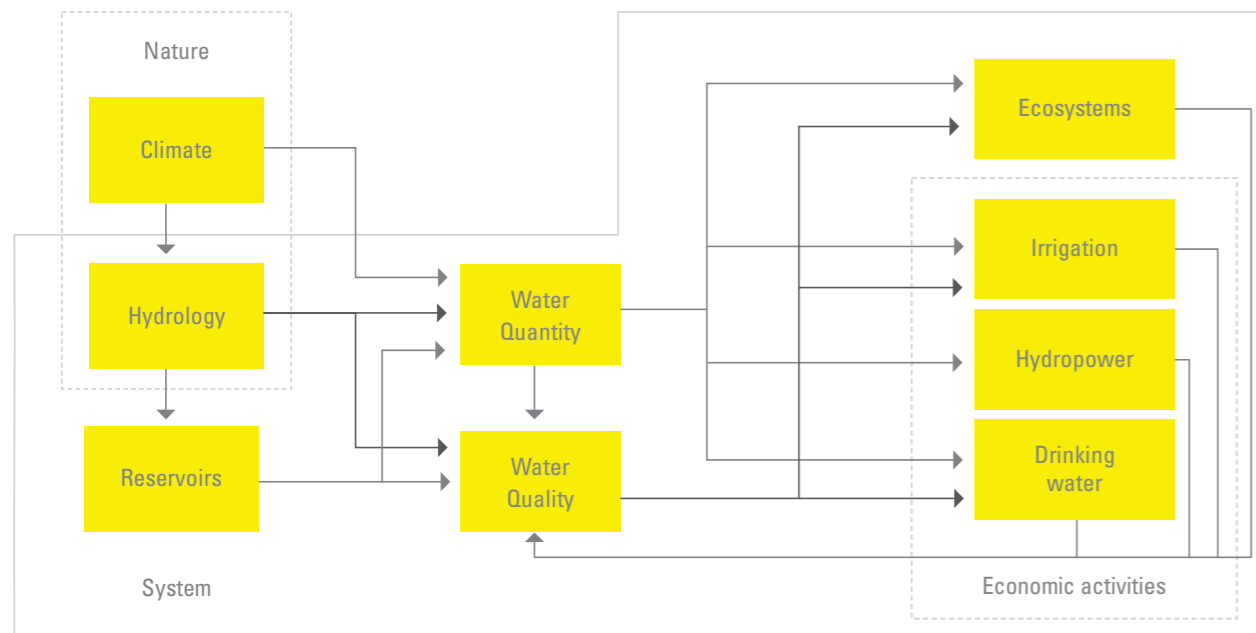 Nature
Climate
Hydrology
Reservoirs
System
Water
Quantity
Water
Quality
Ecosystems
Irrigation
Hydropower
Drinking
water
Economic activities